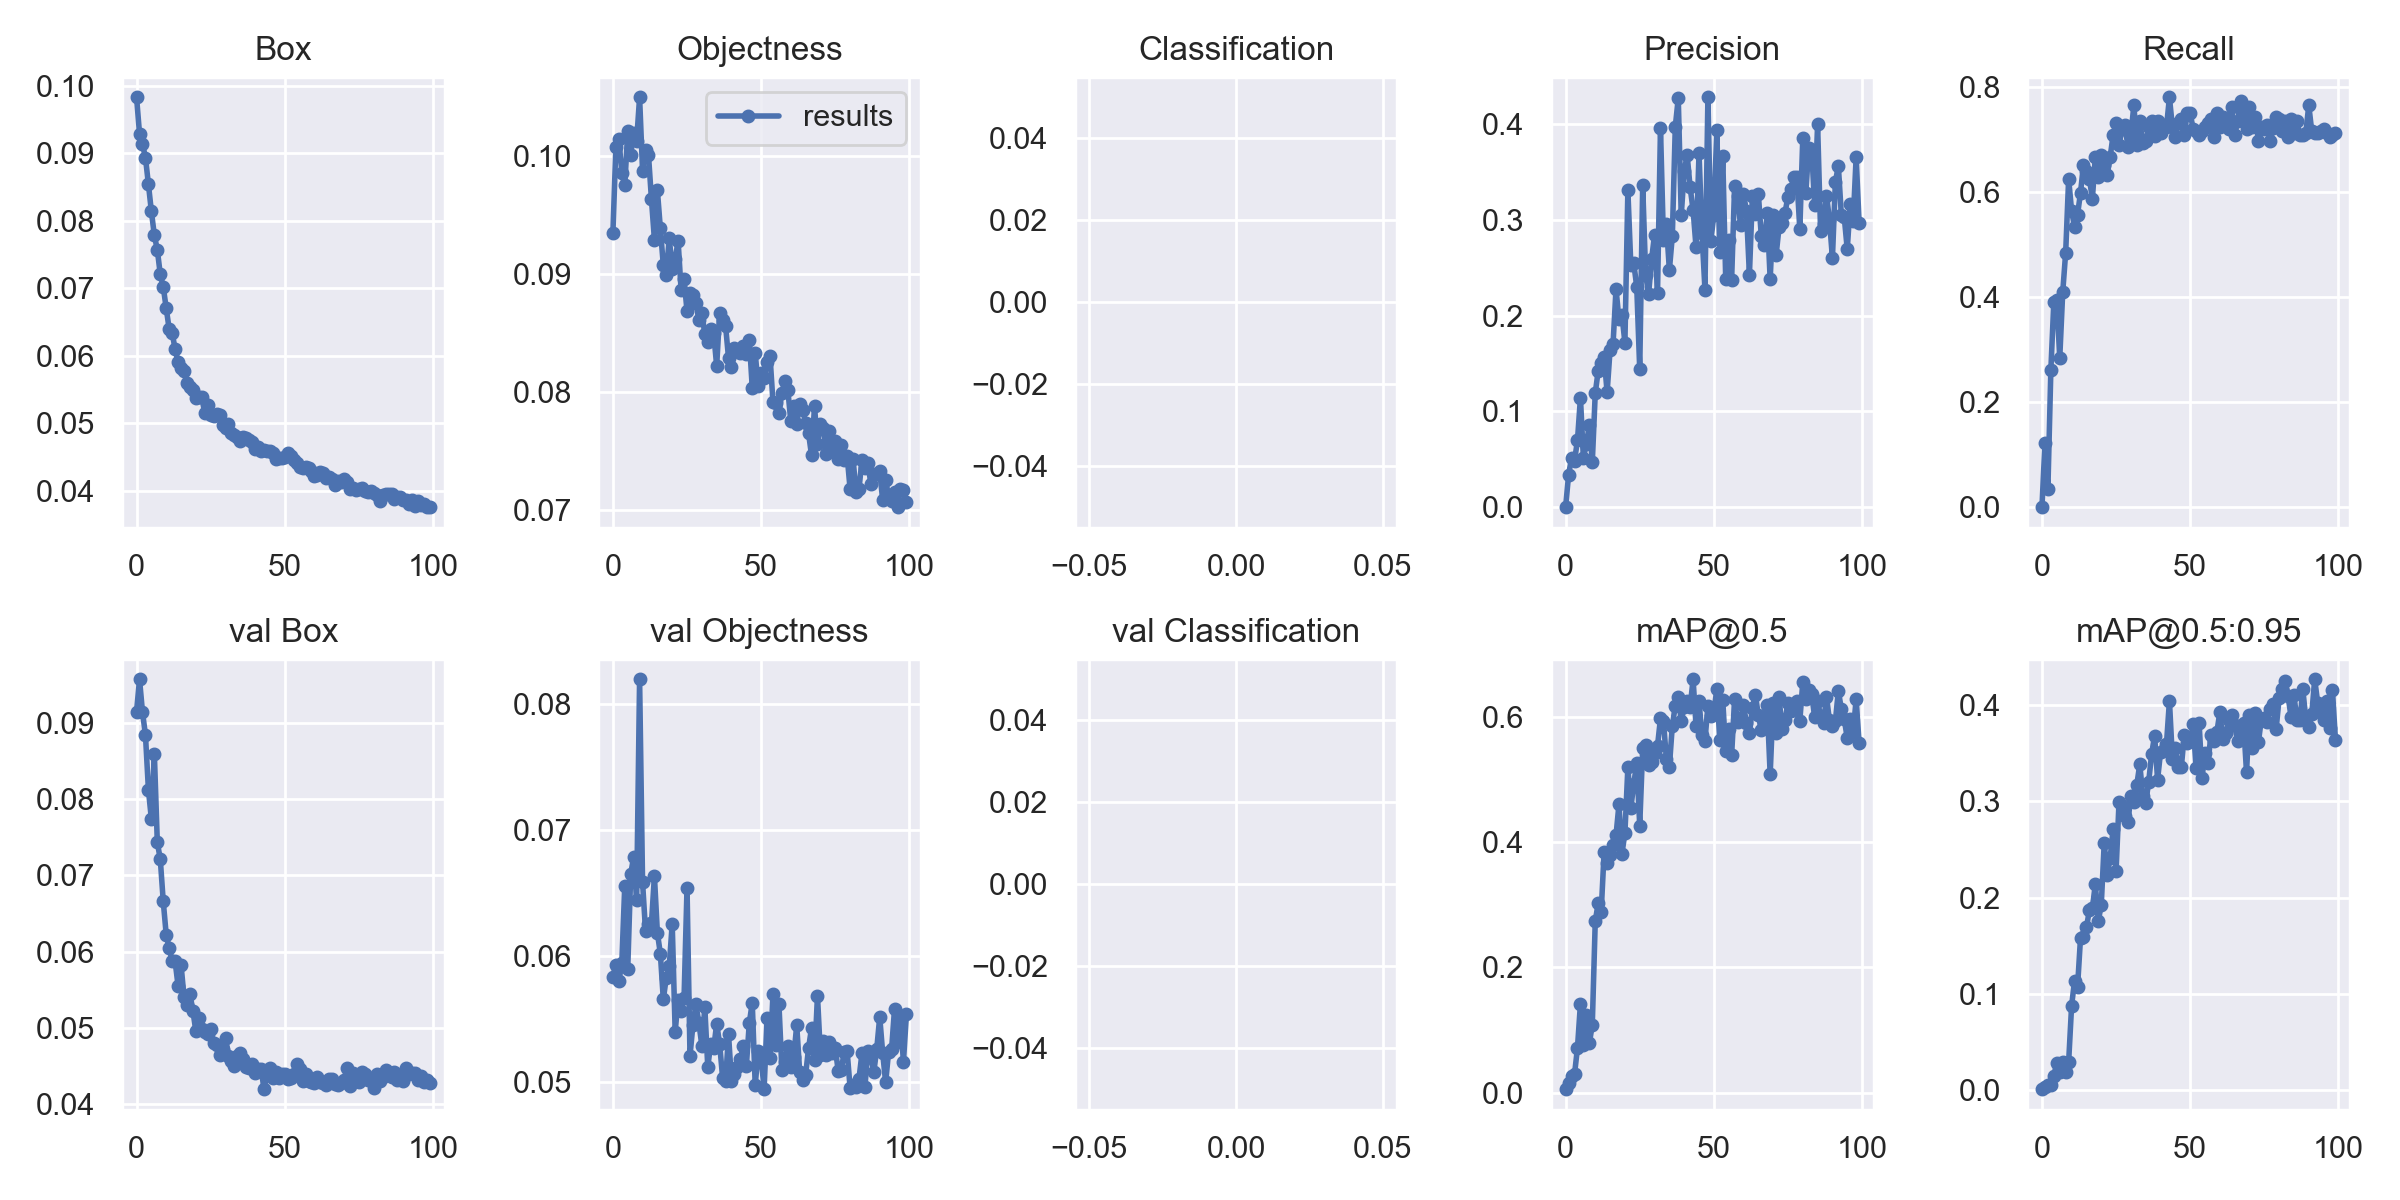 Box
0.10
0.09
0.08
0.07
0.06
0.05
0.04
0 50 100
Objectness
results
0.10
0.09
0.08
0.07
0 50 100
Classification
0.04
0.02
0.00
−0.02
−0.04
−0.05 0.00 0.05
Precision
0.4
0.3
0.2
0.1
0.0
0 50 100
Recall
0.8
0.6
0.4
0.2
0.0
0 50 100
val Box
0.09
0.08
0.07
0.06
0.05
0.04
0 50 100
val Objectness
0.08
0.07
0.06
0.05
0 50 100
val Classification
0.04
0.02
0.00
−0.02
−0.04
−0.05 0.00 0.05
mAP@0.5
0.6
0.4
0.2
0.0
0 50 100
mAP@0.5:0.95
0.4
0.3
0.2
0.1
0.0
0 50 100